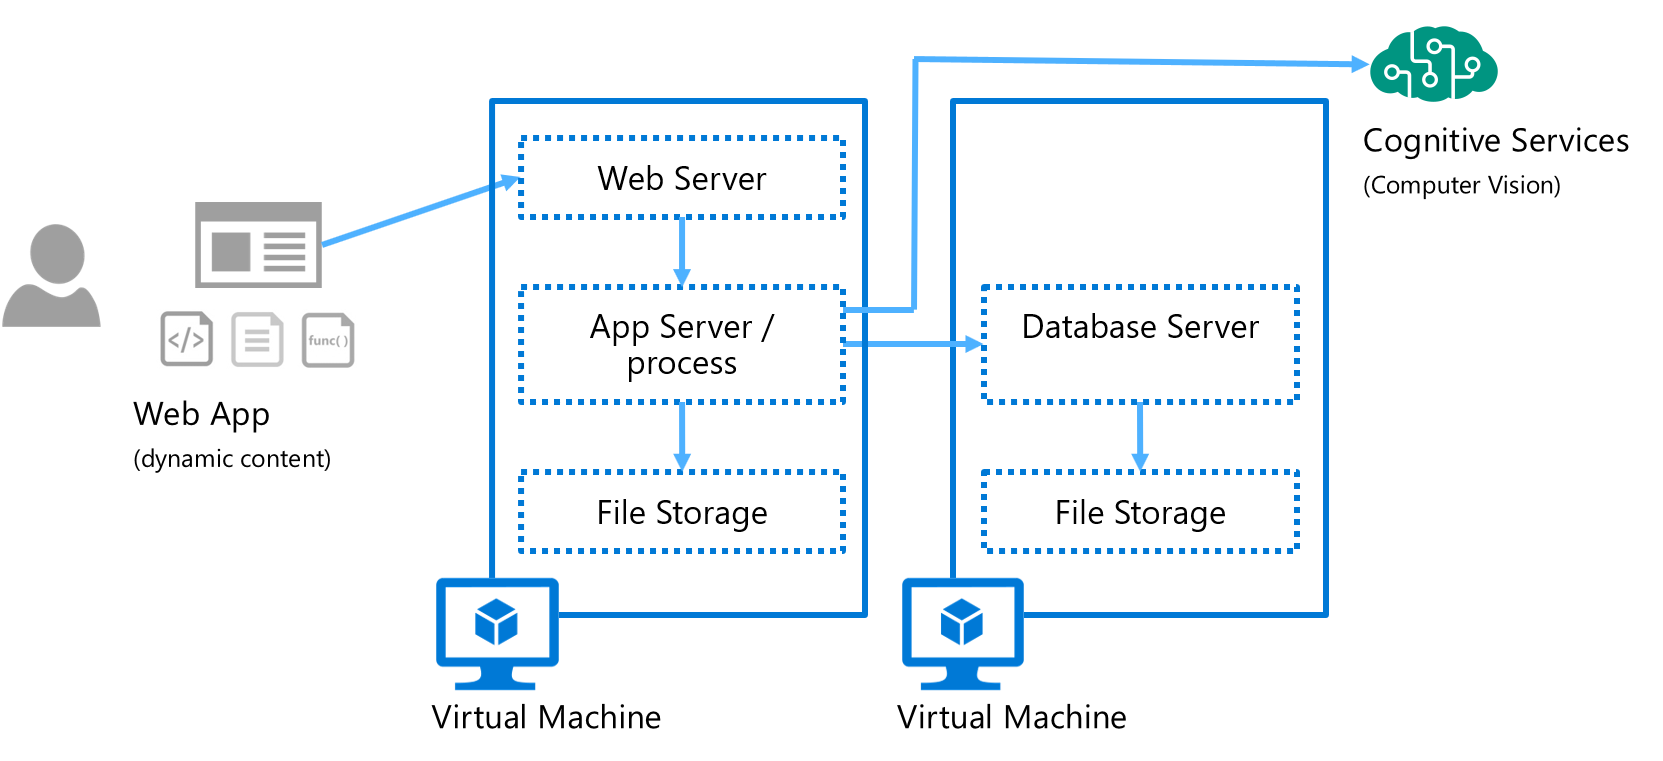 Web App
(dynamic content)
</>
func( )
Web Server
App Server /
process
File Storage
Virtual Machine
Database Server
File Storage
Virtual Machine
Cognitive Services
(Computer Vision)